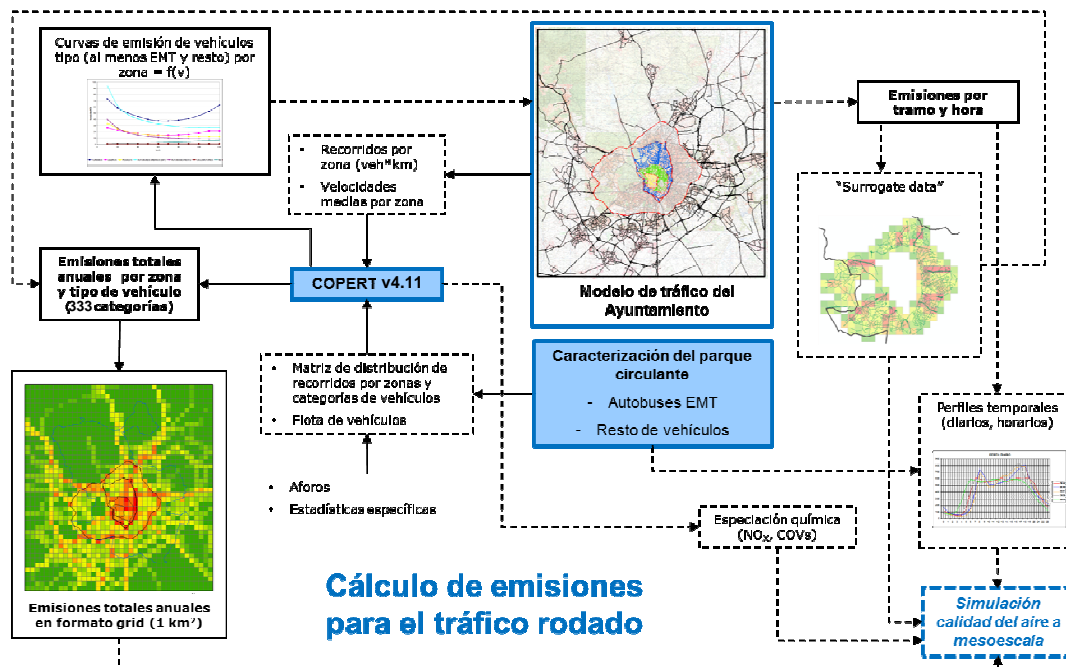 Curvas de emisión de vehículos
tipo (al menos EMT y resto) por
zona = f(v)
• Recorridos por
zona (veh*km)
• Velocidades
medias por zona
Modelo de tráfico del
Ayuntamiento
Emisiones por
tramo y hora
"Surrogate data"
Emisiones totales
anuales por zona
y tipo de vehículo
(333 categorías)
COPERT v4.11
• Matriz de distribución de
recorridos por zonas y
categorías de vehículos
• Flota de vehículos
Caracterización del parque
circulante
- Autobuses EMT
- Resto de vehículos
Perfiles temporales
(diarios, horarios)
• Aforos
• Estadísticas específicas
Especiación química
(NOX, COVs)
Emisiones totales anuales
en formato grid (1 km²)
Cálculo de emisiones
para el tráfico rodado
Simulación
calidad del aire a
mesoescala